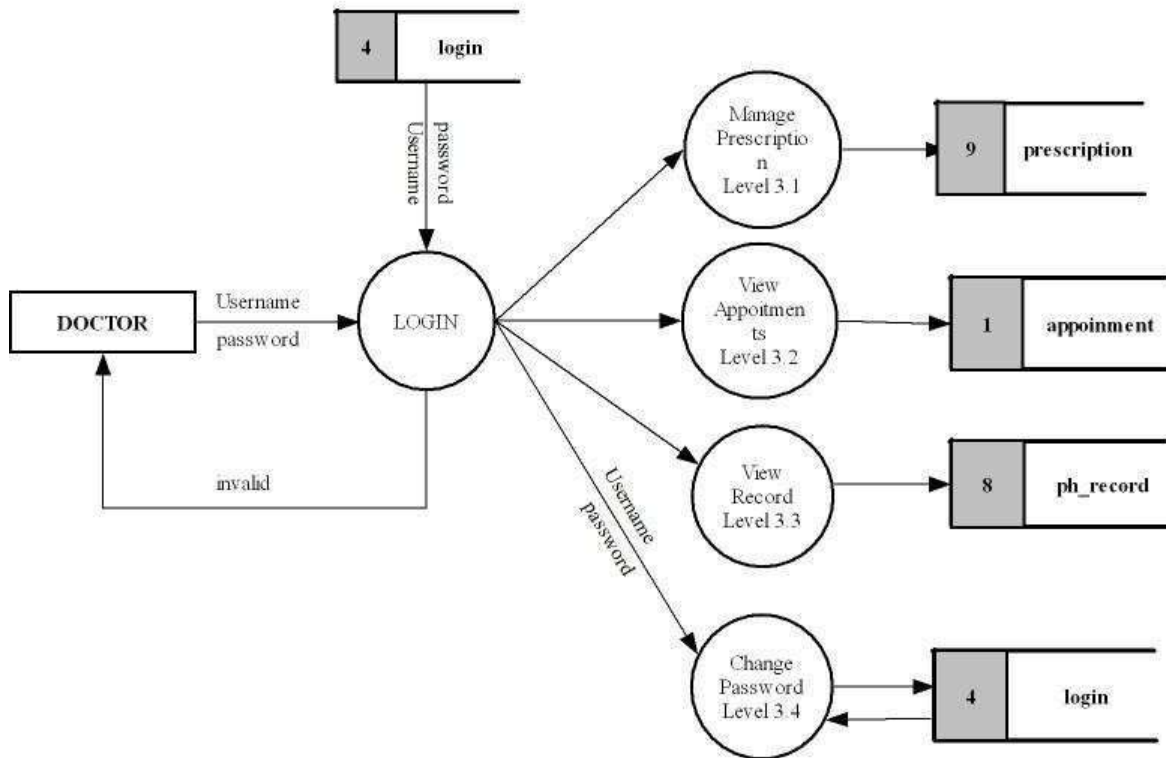 4 login
password
Username
Manage
Prescriptio
n
Level 3.1
9 prescription
DOCTOR
Username
password
LOGIN
View
Appoitmen
ts
Level 3.2
1 appoinment
invalid
Username
password
View
Record
Level 3.3
8 ph_record
Change
Password
Level 3.4
4 login